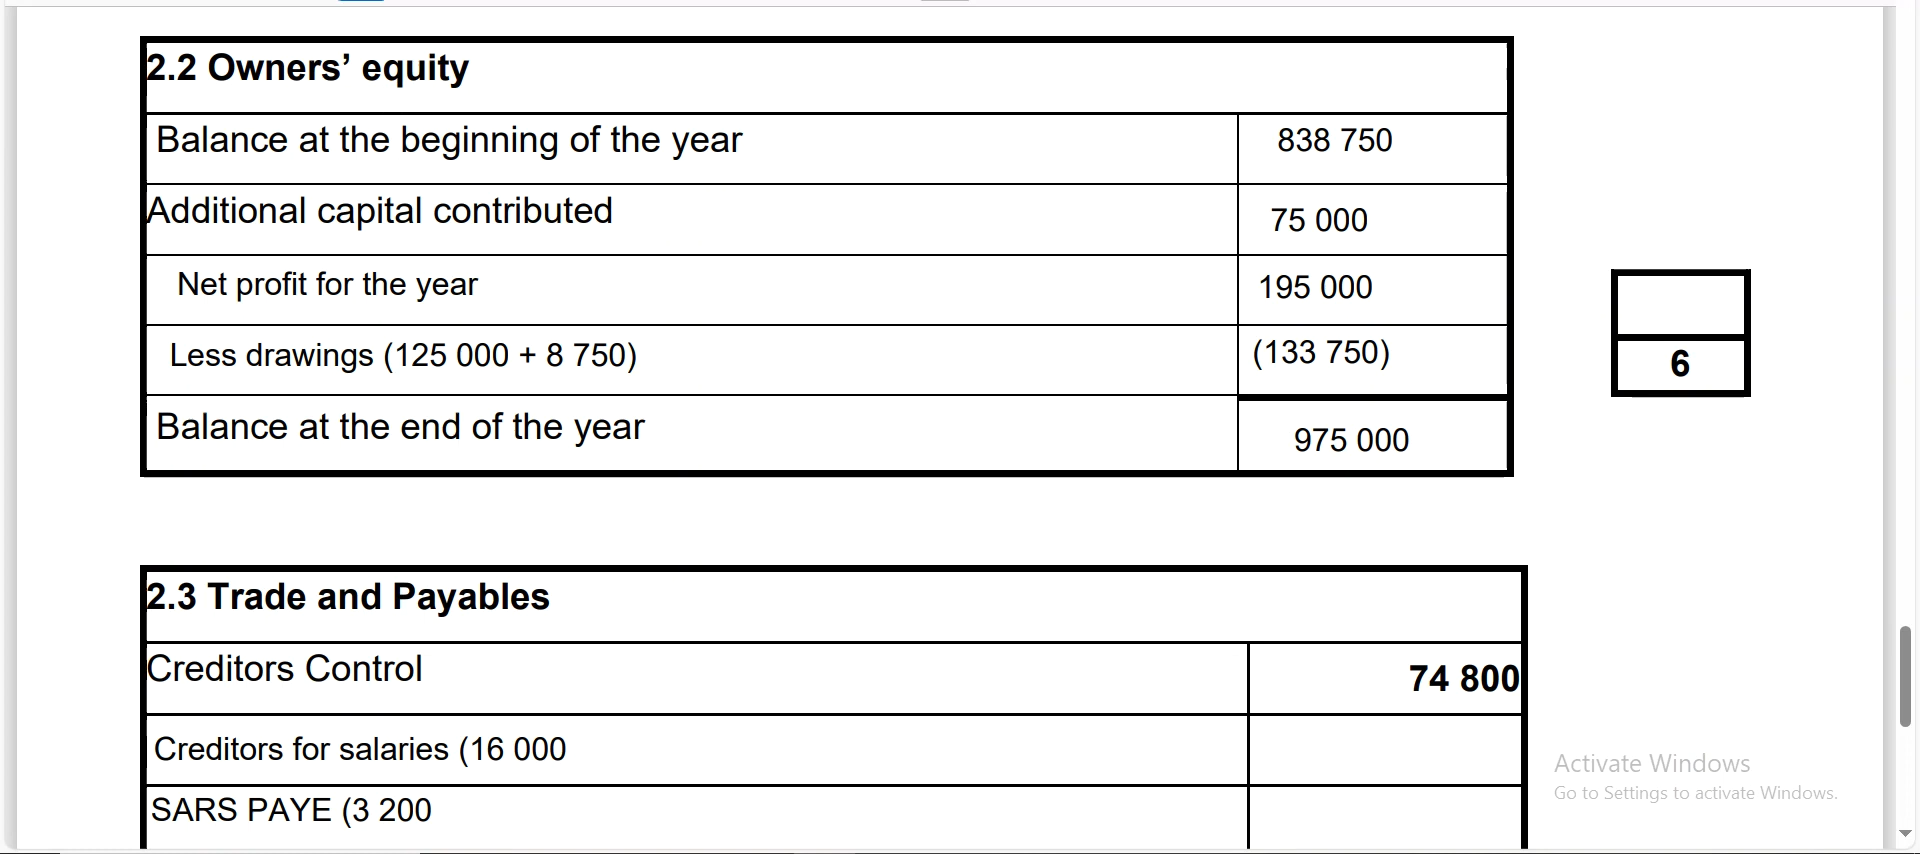 2.2 Owners’ equity
Balance at the beginning of the year 838 750
Additional capital contributed 75 000
Net profit for the year 195 000
Less drawings (125 000 + 8 750) (133 750)
6
Balance at the end of the year 975 000
2.3 Trade and Payables
Creditors Control 74 800
Creditors for salaries (16 000
SARS PAYE (3 200
Activate Windows
Go to Settings to activate Windows.